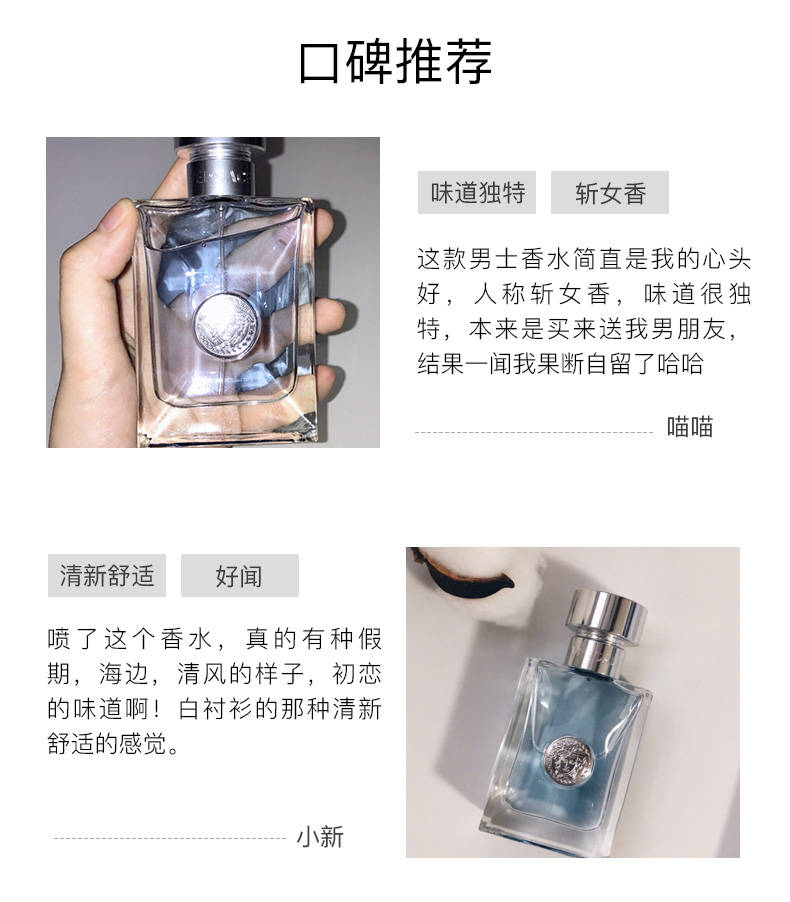 口碑推荐
味道独特 斩女香
这款男士香水简直是我的心头
好，人称斩女香，味道很独
特，本来是买来送我男朋友，
结果一闻我果断自留了哈哈
喵喵
清新舒适 好闻
喷了这个香水，真的有种假
期，海边，清风的样子，初恋
的味道啊！白衬衫的那种清新
舒适的感觉。
小新